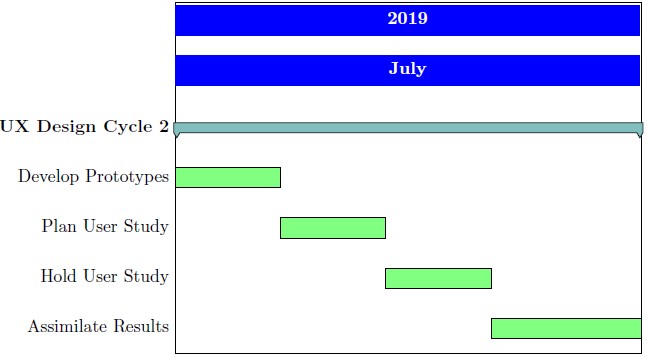 2019
July
UX Design Cycle 2
Develop Prototypes
Plan User Study
Hold User Study
Assimilate Results